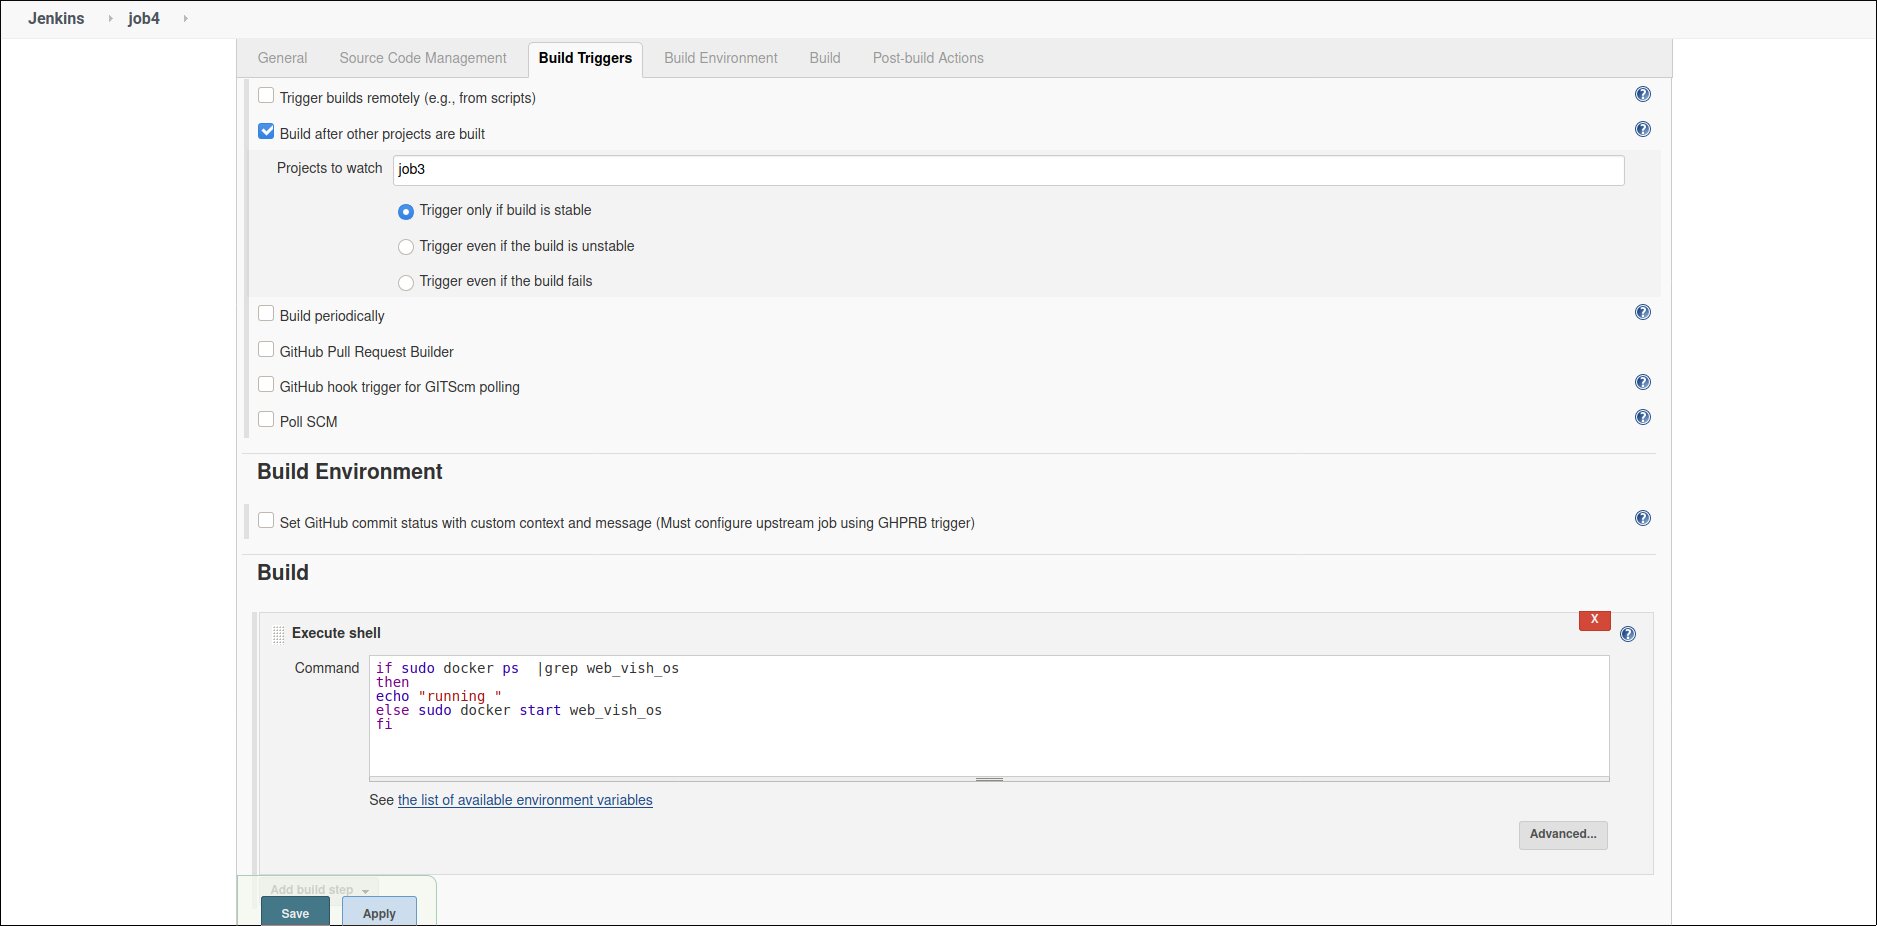 Jenkins job4
General Source Code Management Build Triggers Build Environment Build Post-build Actions
Trigger builds remotely (e.g., from scripts)
Build after other projects are built
Projects to watch job3
Trigger only if build is stable
Trigger even if the build is unstable
Trigger even if the build fails
Build periodically
GitHub Pull Request Builder
GitHub hook trigger for GITScm polling
Poll SCM
Build Environment
Set GitHub commit status with custom context and message (Must configure upstream job using GHPRB trigger)
Build
X
Execute shell
Command
if sudo docker ps  |grep web_vish_os
then
echo "running "
else sudo docker start web_vish_os
fi
See the list of available environment variables
Advanced...
Add build step
Save Apply